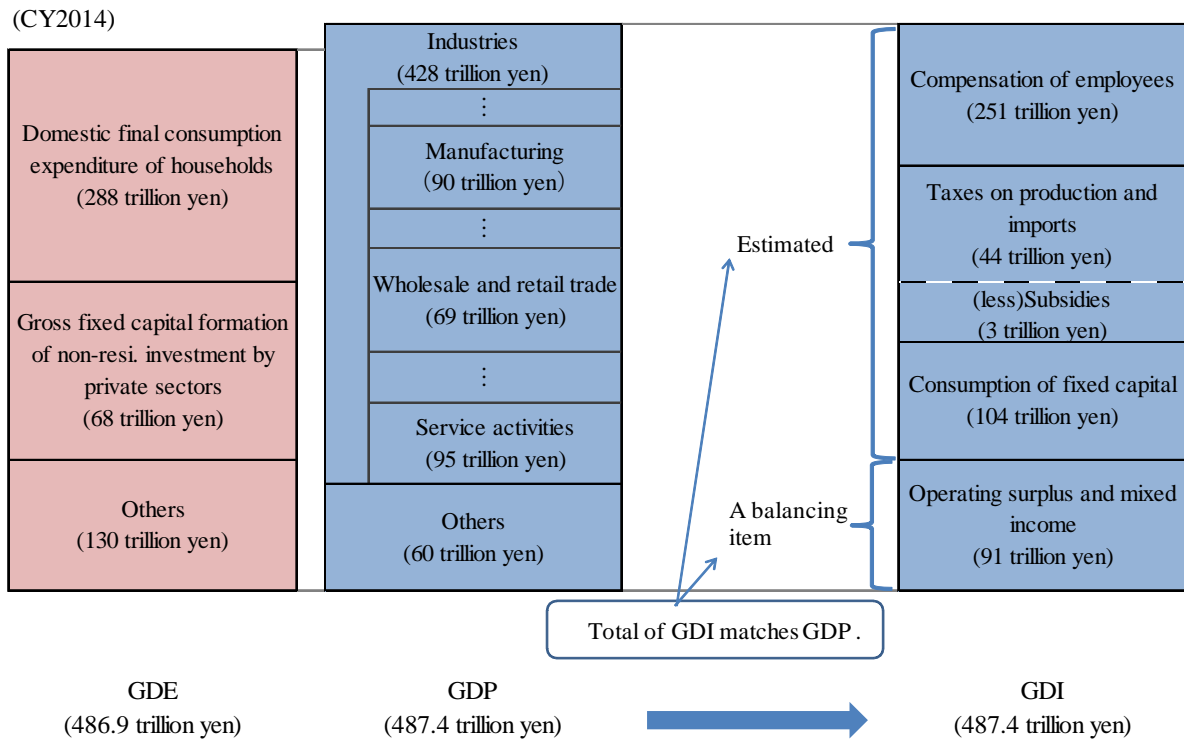 (CY2014)
Domestic final consumption
expenditure of households
(288 trillion yen)
Gross fixed capital formation
of non-resi. investment by
private sectors
(68 trillion yen)
Others
(130 trillion yen)
Industries
(428 trillion yen)
⋮
Manufacturing
(90 trillion yen)
⋮
Wholesale and retail trade
(69 trillion yen)
⋮
Service activities
(95 trillion yen)
Others
(60 trillion yen)
Estimated
A balancing
item
Total of GDI matches GDP .
Compensation of employees
(251 trillion yen)
Taxes on production and
imports
(44 trillion yen)
(less)Subsidies
(3 trillion yen)
Consumption of fixed capital
(104 trillion yen)
Operating surplus and mixed
income
(91 trillion yen)
GDE
(486.9 trillion yen)
GDP
(487.4 trillion yen)
GDI
(487.4 trillion yen)